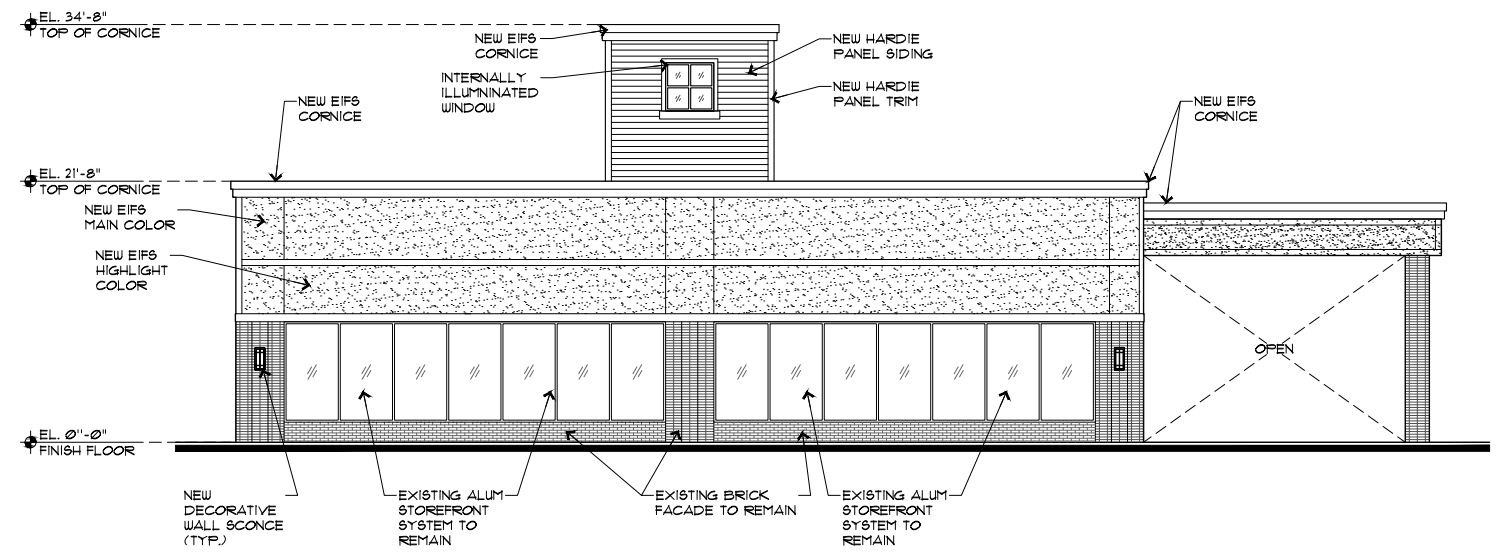 EL. 34'-8"
TOP OF CORNICE
NEW EIFS
CORNICE
INTERNALLY
ILLUMNINATED
WINDOW
NEW HARDIE
PANEL SIDING
NEW HARDIE
PANEL TRIM
NEW EIFS
CORNICE
NEW EIFS
CORNICE
EL. 21'-8"
TOP OF CORNICE
NEW EIFS
MAIN COLOR
NEW EIFS
HIGHLIGHT
COLOR
OPEN
EL. 0'-0"
FINISH FLOOR
NEW
DECORATIVE
WALL SCONCE
(TYP.)
EXISTING ALUM
STOREFRONT
SYSTEM TO
REMAIN
EXISTING BRICK
FACADE TO REMAIN
EXISTING ALUM
STOREFRONT
SYSTEM TO
REMAIN